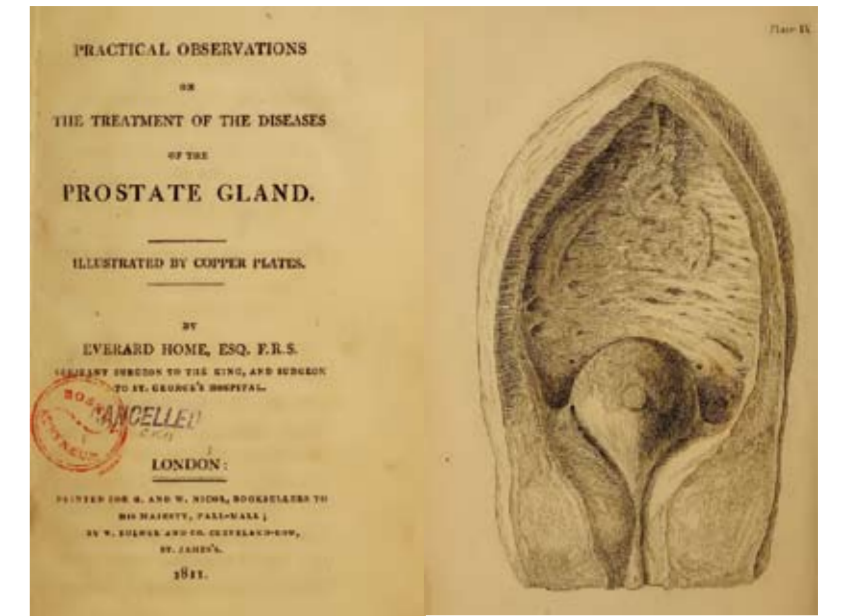 PRACTICAL OBSERVATIONS
ON
THE TREATMENT OF THE DISEASES
OF THE
PROSTATE GLAND.
ILLUSTRATED BY COPPER PLATES.
BY
EVERARD HOME, ESQ. F.R.S.
SERJEANT SURGEON TO THE KING, AND SURGEON
TO ST. GEORGE'S HOSPITAL.
BOSTON
CANCELLED
ATHENÆUM
LONDON:
PRINTED FOR G. AND W. NICOL, BOOKSELLERS TO
HIS MAJESTY, PALL-MALL;
BY W. BULMER AND CO. CLEVELAND-ROW,
ST. JAMES'S.
1811.
Plate IX